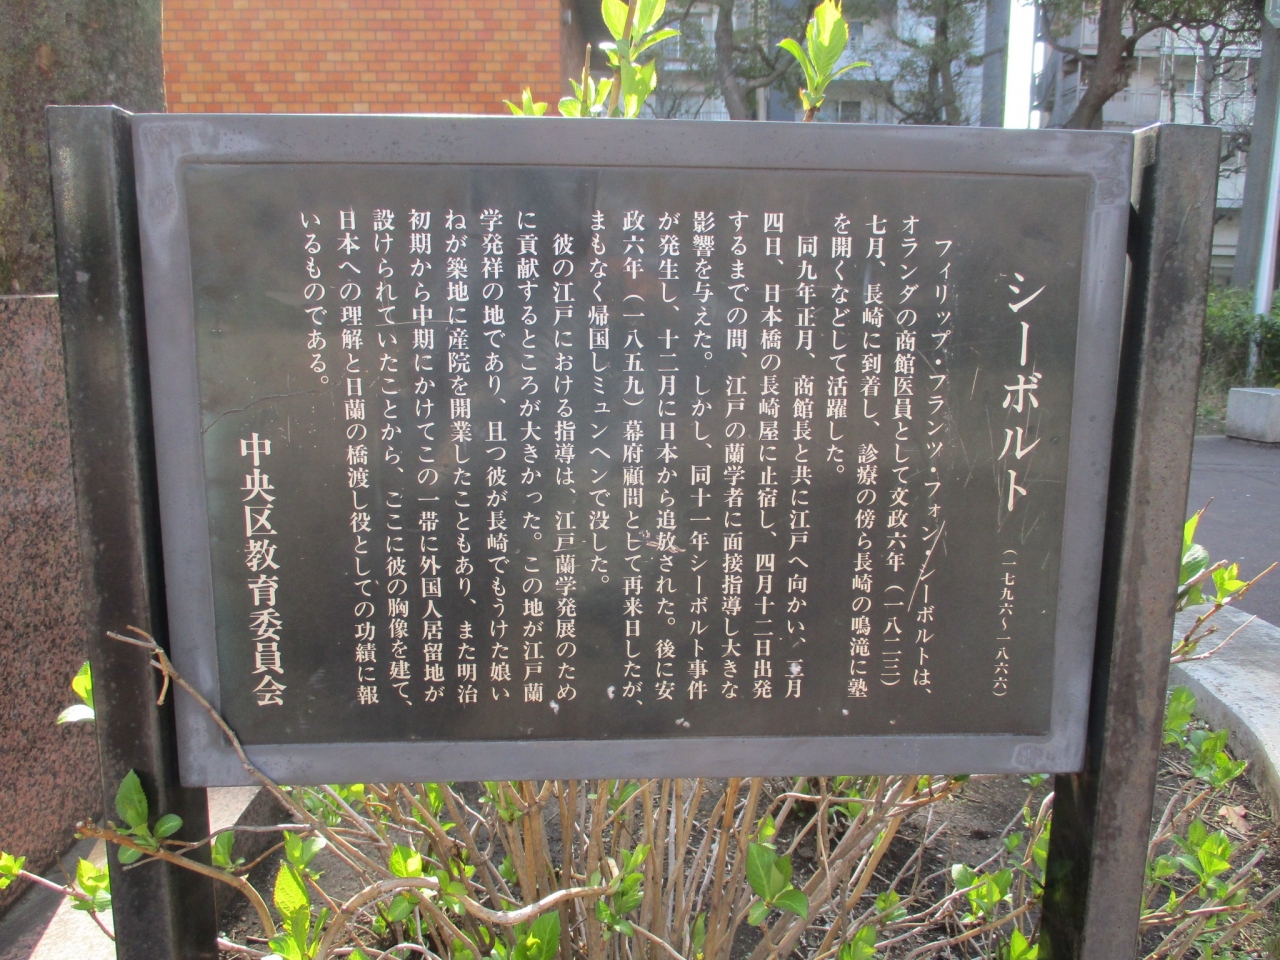 シーボルト
(一七九六〜一八六六)
フィリップ・フランツ・フォン・シーボルトは、
オランダの商館医員として文政六年(一八二三)
七月、長崎に到着し、診療の傍ら長崎の鳴滝に塾
を開くなどして活躍した。
同九年正月、商館長と共に江戸へ向かい、三月
四日、日本橋の長崎屋に止宿し、四月十二日出発
するまでの間、江戸の蘭学者に面接指導し大きな
影響を与えた。しかし、同十一年シーボルト事件
が発生し、十二月に日本から追放された。後に安
政六年(一八五九)幕府顧問として再来日したが、
まもなく帰国しミュンヘンで没した。
彼の江戸における指導は、江戸蘭学発展のため
に貢献するところが大きかった。この地が江戸蘭
学発祥の地であり、且つ彼が長崎でもうけた娘い
ねが築地に産院を開業したこともあり、また明治
初期から中期にかけてこの一帯に外国人居留地が
設けられていたことから、ここに彼の胸像を建て、
日本への理解と日蘭の橋渡し役としての功績に報
いるものである。
中央区教育委員会